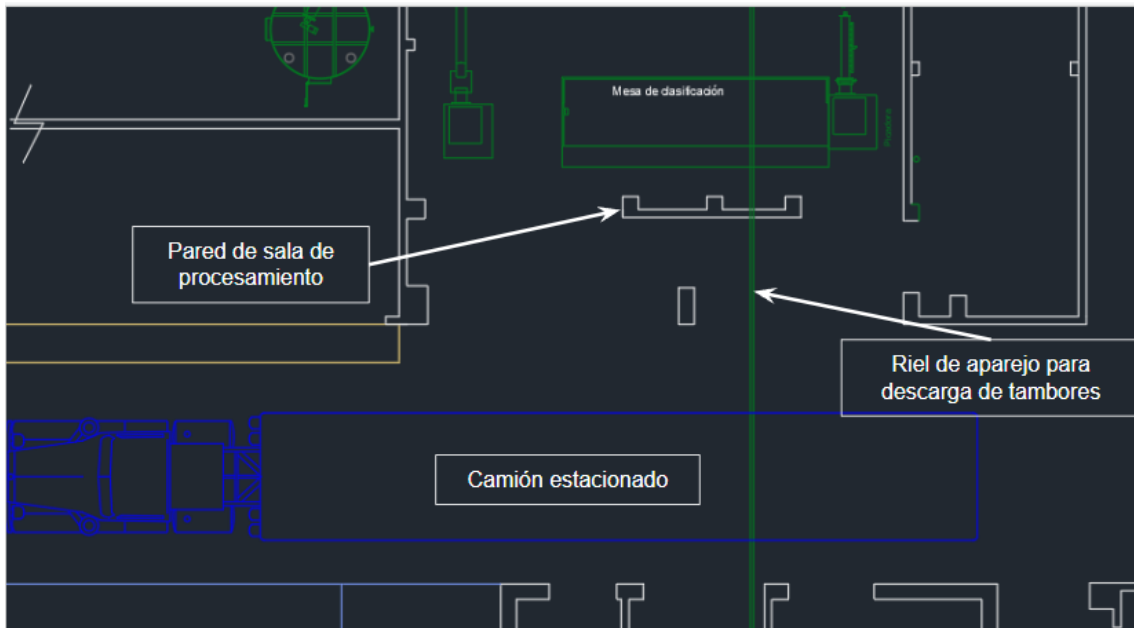 Mesa de clasificación
Pared de sala de
procesamiento
Riel de aparejo para
descarga de tambores
Camión estacionado